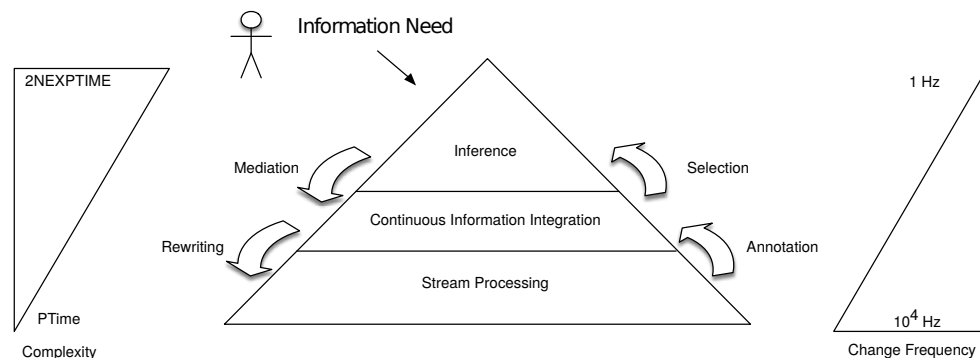 Information Need
2NEXPTIME
1 Hz
Inference
Mediation
Selection
Continuous Information Integration
Rewriting
Annotation
Stream Processing
PTime
10⁴ Hz
Complexity
Change Frequency